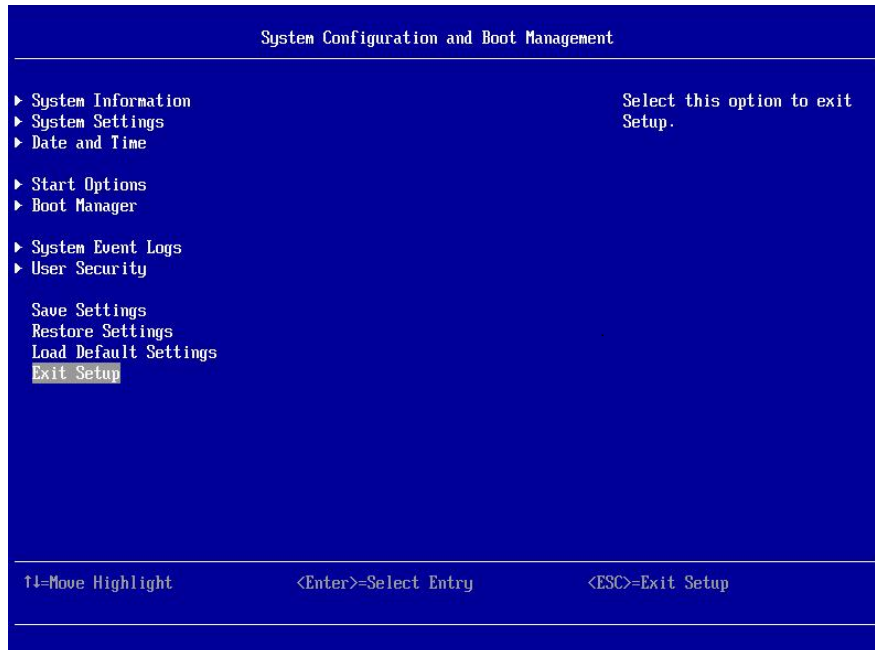 System Configuration and Boot Management
▶ System Information
▶ System Settings
▶ Date and Time
Select this option to exit
Setup.
▶ Start Options
▶ Boot Manager
▶ System Event Logs
▶ User Security
Save Settings
Restore Settings
Load Default Settings
Exit Setup
↑↓=Move Highlight
<Enter>=Select Entry
<ESC>=Exit Setup